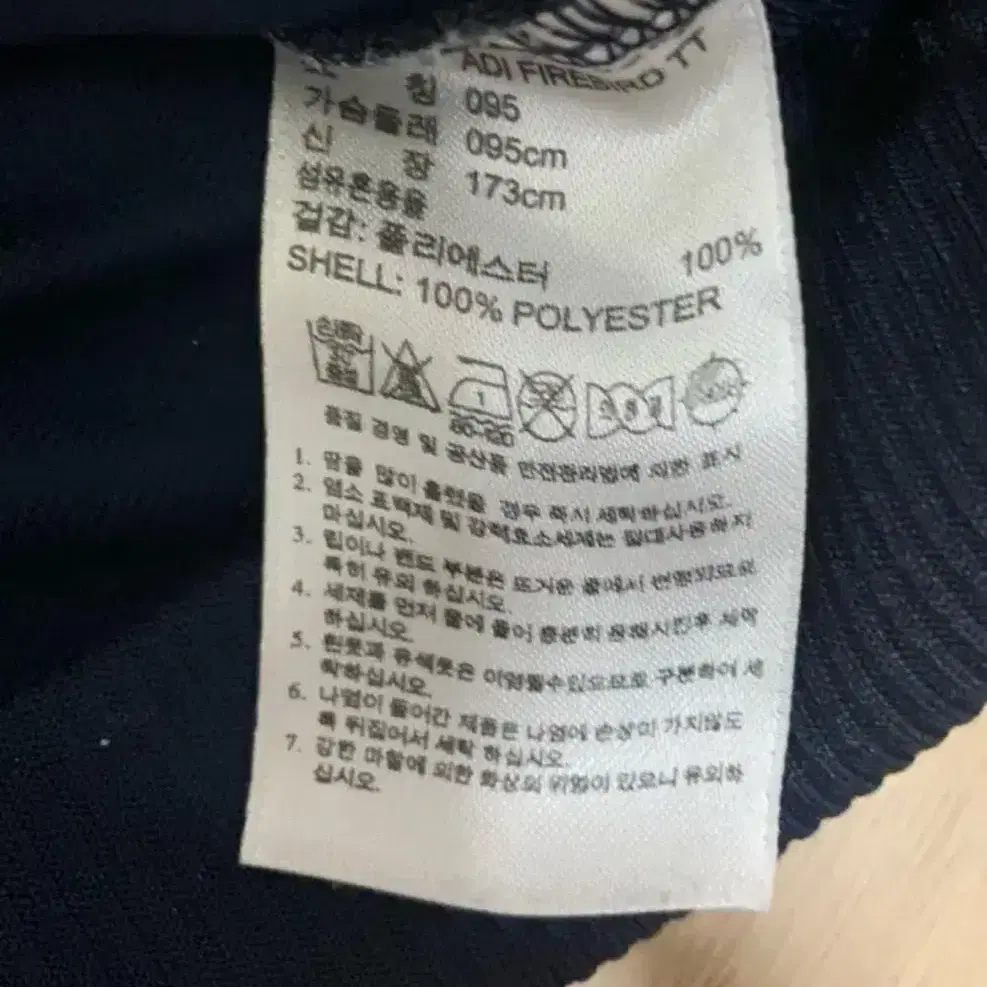 ADI FIREBIRD TT
호칭 095
가슴둘레 095cm
신장 173cm
섬유혼용율
겉감: 폴리에스터 100%
SHELL: 100% POLYESTER
손세탁
80-120
품질 경영 및 공산품 안전관리법에 의한 표시
1. 땀을 많이 흘렸을 경우 즉시 세탁하십시오.
2. 염소 표백제 및 강력효소세제는 절대사용하지
마십시오.
3. 립이나 밴드 부분은 뜨거운 물에서 변형되므로
특히 유의 하십시오.
4. 세제를 먼저 물에 풀어 충분히 용해시킨후 세탁
하십시오.
5. 흰옷과 유색옷은 이염될수있으므로 구분하여 세
탁하십시오.
6. 나염이 들어간 제품은 나염에 손상이 가지않도
록 뒤집어서 세탁 하십시오.
7. 강한 마찰에 의한 화상의 위험이 있으니 유의하
십시오.